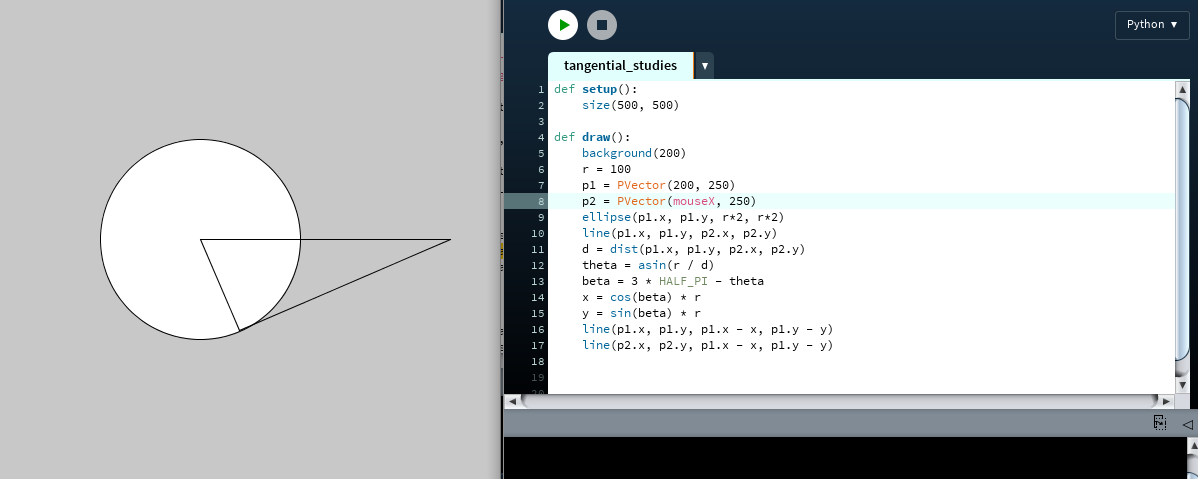 Python ▼
tangential_studies ▼
1 def setup():
2 size(500, 500)
3
4 def draw():
5 background(200)
6 r = 100
7 p1 = PVector(200, 250)
8 p2 = PVector(mouseX, 250)
9 ellipse(p1.x, p1.y, r*2, r*2)
10 line(p1.x, p1.y, p2.x, p2.y)
11 d = dist(p1.x, p1.y, p2.x, p2.y)
12 theta = asin(r / d)
13 beta = 3 * HALF_PI - theta
14 x = cos(beta) * r
15 y = sin(beta) * r
16 line(p1.x, p1.y, p1.x - x, p1.y - y)
17 line(p2.x, p2.y, p1.x - x, p1.y - y)
18
19
20